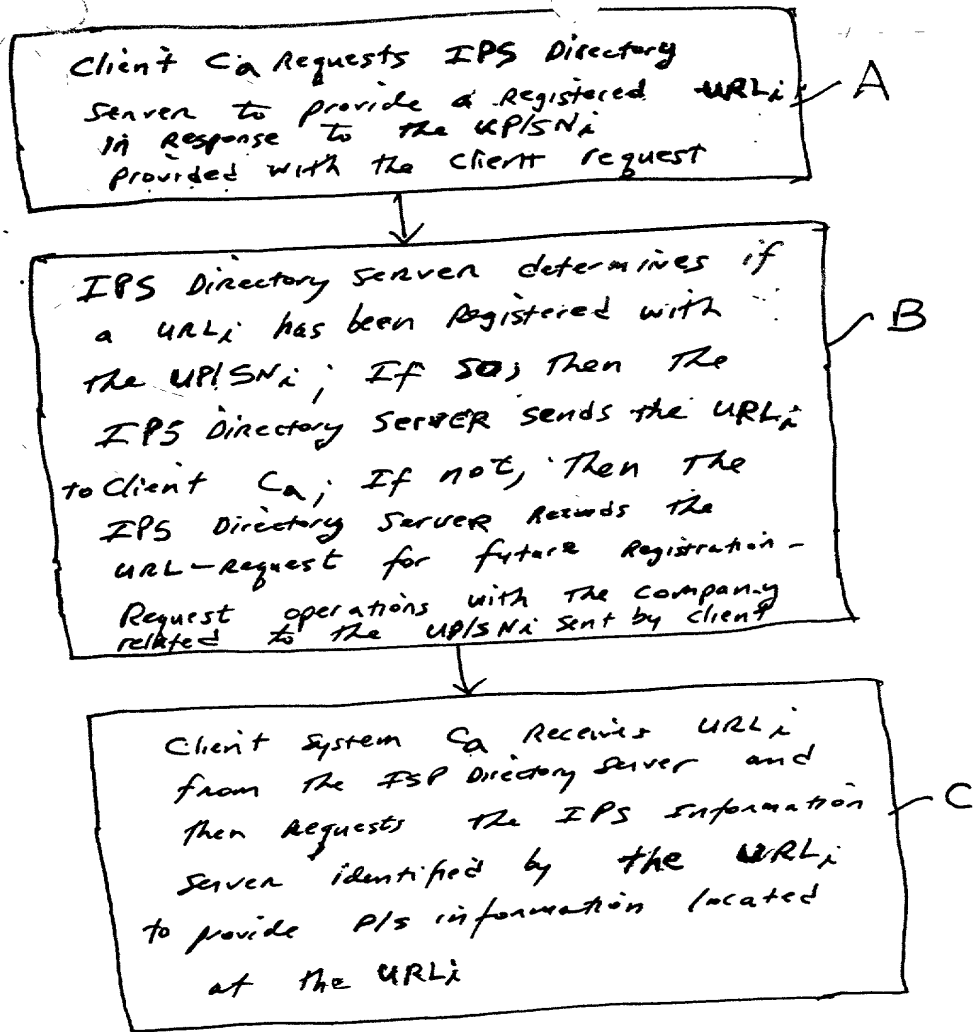 Client Ca Requests IPS Directory
Server to provide a Registered URLi
in Response to the UP/SNi
provided with the client request
A
IPS Directory Server determines if
a URLi has been Registered with
the UP/SNi; If so; then the
IPS Directory Server sends the URLi
to Client Ca; If not, then the
IPS Directory Server Records the
URL-Request for future Registration-
Request operations with the company
related to the UP/SNi sent by client
B
Client System Ca Receives URLi
from the ISP Directory Server and
then Requests the IPS Information
Server identified by the URLi
to provide P/S information located
at the URLi
C